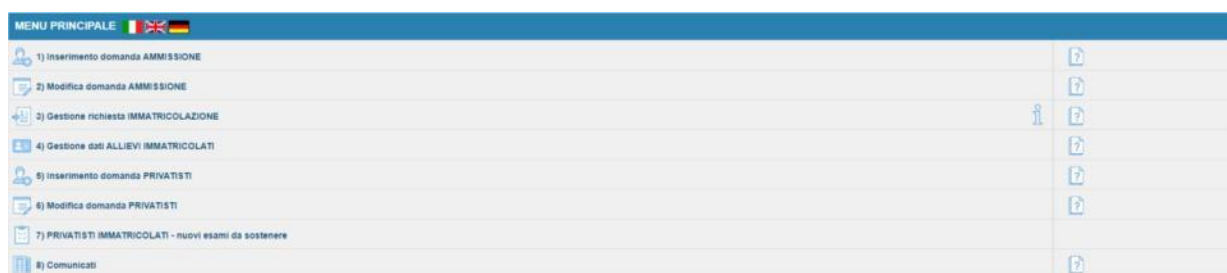 MENU PRINCIPALE
1) Inserimento domanda AMMISSIONE
2) Modifica domanda AMMISSIONE
3) Gestione richiesta IMMATRICOLAZIONE
4) Gestione dati ALLIEVI IMMATRICOLATI
5) Inserimento domanda PRIVATISTI
6) Modifica domanda PRIVATISTI
7) PRIVATISTI IMMATRICOLATI - nuovi esami da sostenere
8) Comunicati